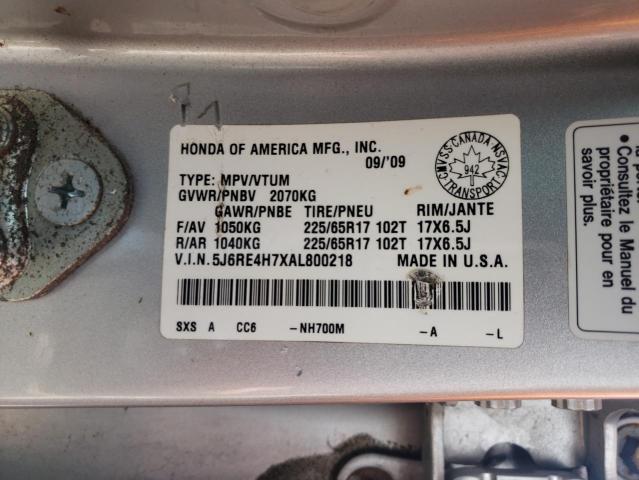 HONDA OF AMERICA MFG., INC.
09/'09
CMVSS CANADA NSVAC
942
TRANSPORT
TYPE: MPV/VTUM
GVWR/PNBV 2070KG
GAWR/PNBE TIRE/PNEU RIM/JANTE
F/AV 1050KG 225/65R17 102T 17X6.5J
R/AR 1040KG 225/65R17 102T 17X6.5J
V.I.N.5J6RE4H7XAL800218 MADE IN U.S.A.
SXS A CC6 -NH700M -A -L
• Consultez le Manuel du
propriétaire pour en
savoir plus.